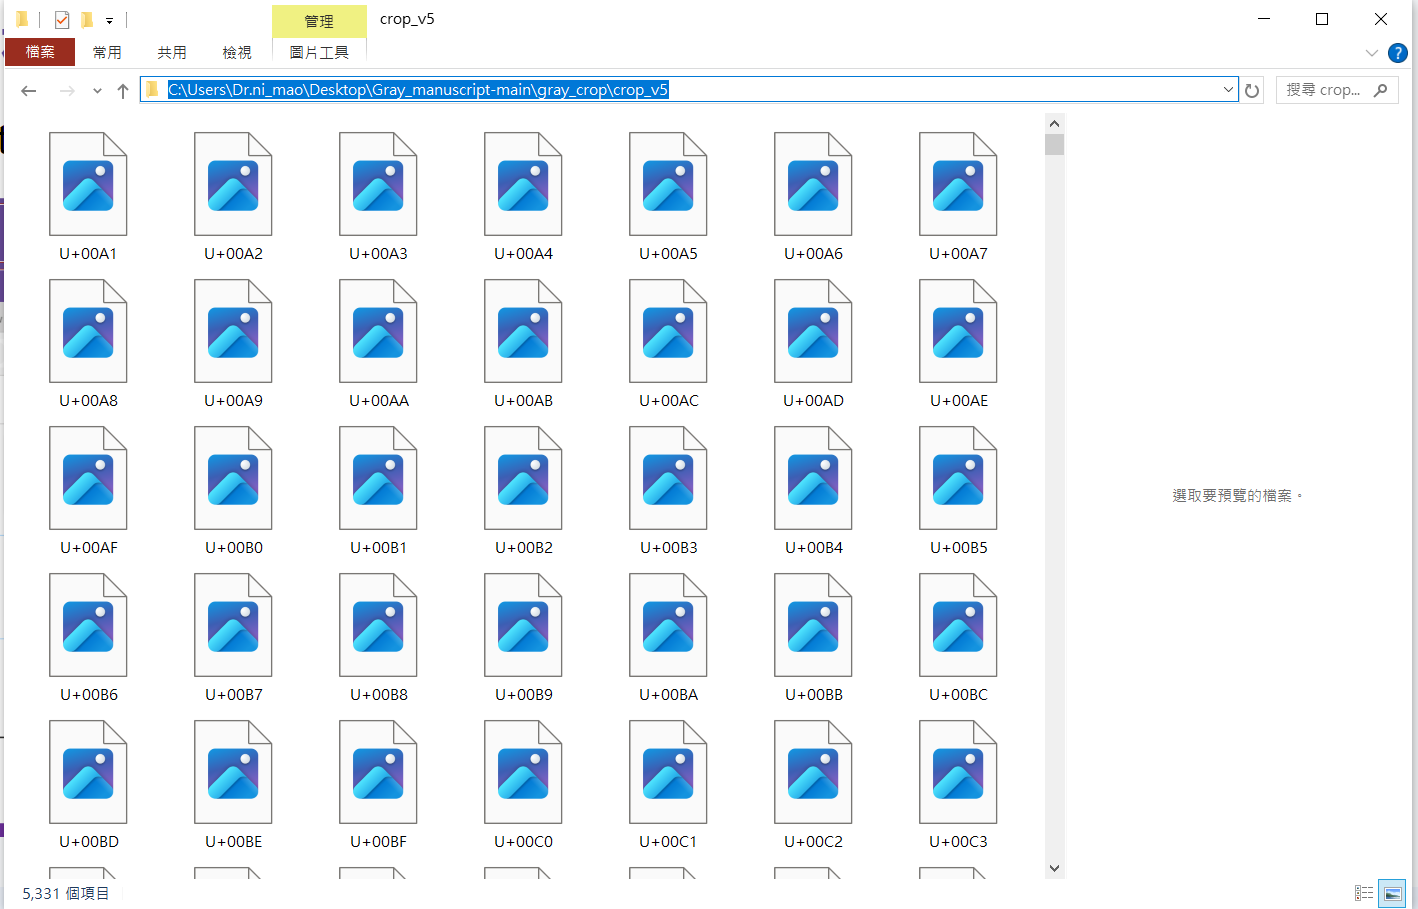 管理
crop_v5
檔案
常用
共用
檢視
圖片工具
C:\Users\Dr.ni_mao\Desktop\Gray_manuscript-main\gray_crop\crop_v5
搜尋 crop...
U+00A1 U+00A2 U+00A3 U+00A4 U+00A5 U+00A6 U+00A7
U+00A8 U+00A9 U+00AA U+00AB U+00AC U+00AD U+00AE
U+00AF U+00B0 U+00B1 U+00B2 U+00B3 U+00B4 U+00B5
U+00B6 U+00B7 U+00B8 U+00B9 U+00BA U+00BB U+00BC
U+00BD U+00BE U+00BF U+00C0 U+00C1 U+00C2 U+00C3
選取要預覽的檔案。
5,331 個項目